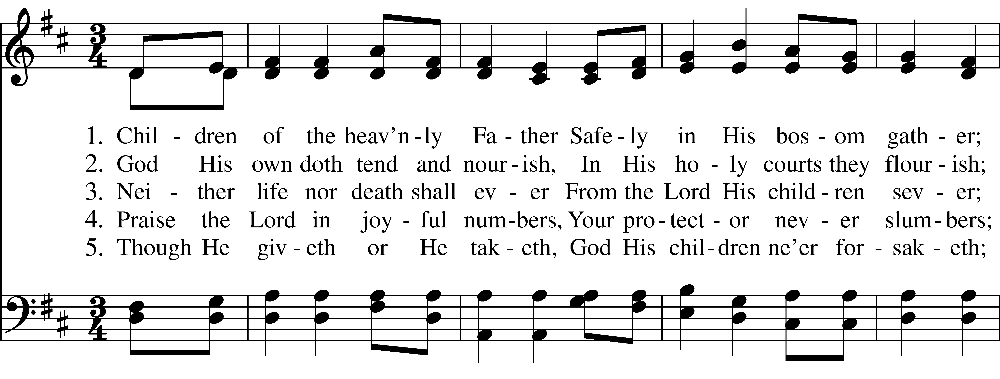 1. Chil - dren of the heav’n - ly Fa - ther Safe - ly in His bos - om gath - er;
2. God His own doth tend and nour - ish, In His ho - ly courts they flour - ish;
3. Nei - ther life nor death shall ev - er From the Lord His child - ren sev - er;
4. Praise the Lord in joy - ful num - bers, Your pro - tect - or nev - er slum - bers;
5. Though He giv - eth or He tak - eth, God His chil - dren ne’er for - sak - eth;